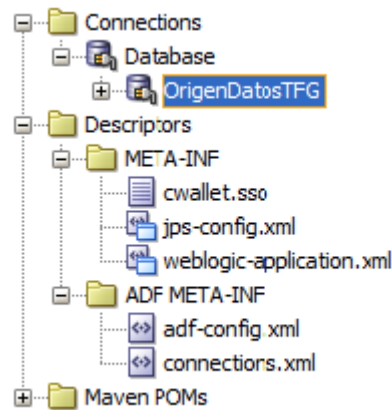 Connections
Database
OrigenDatosTFG
Descriptors
META-INF
cwallet.sso
jps-config.xml
weblogic-application.xml
ADF META-INF
adf-config.xml
connections.xml
Maven POMs